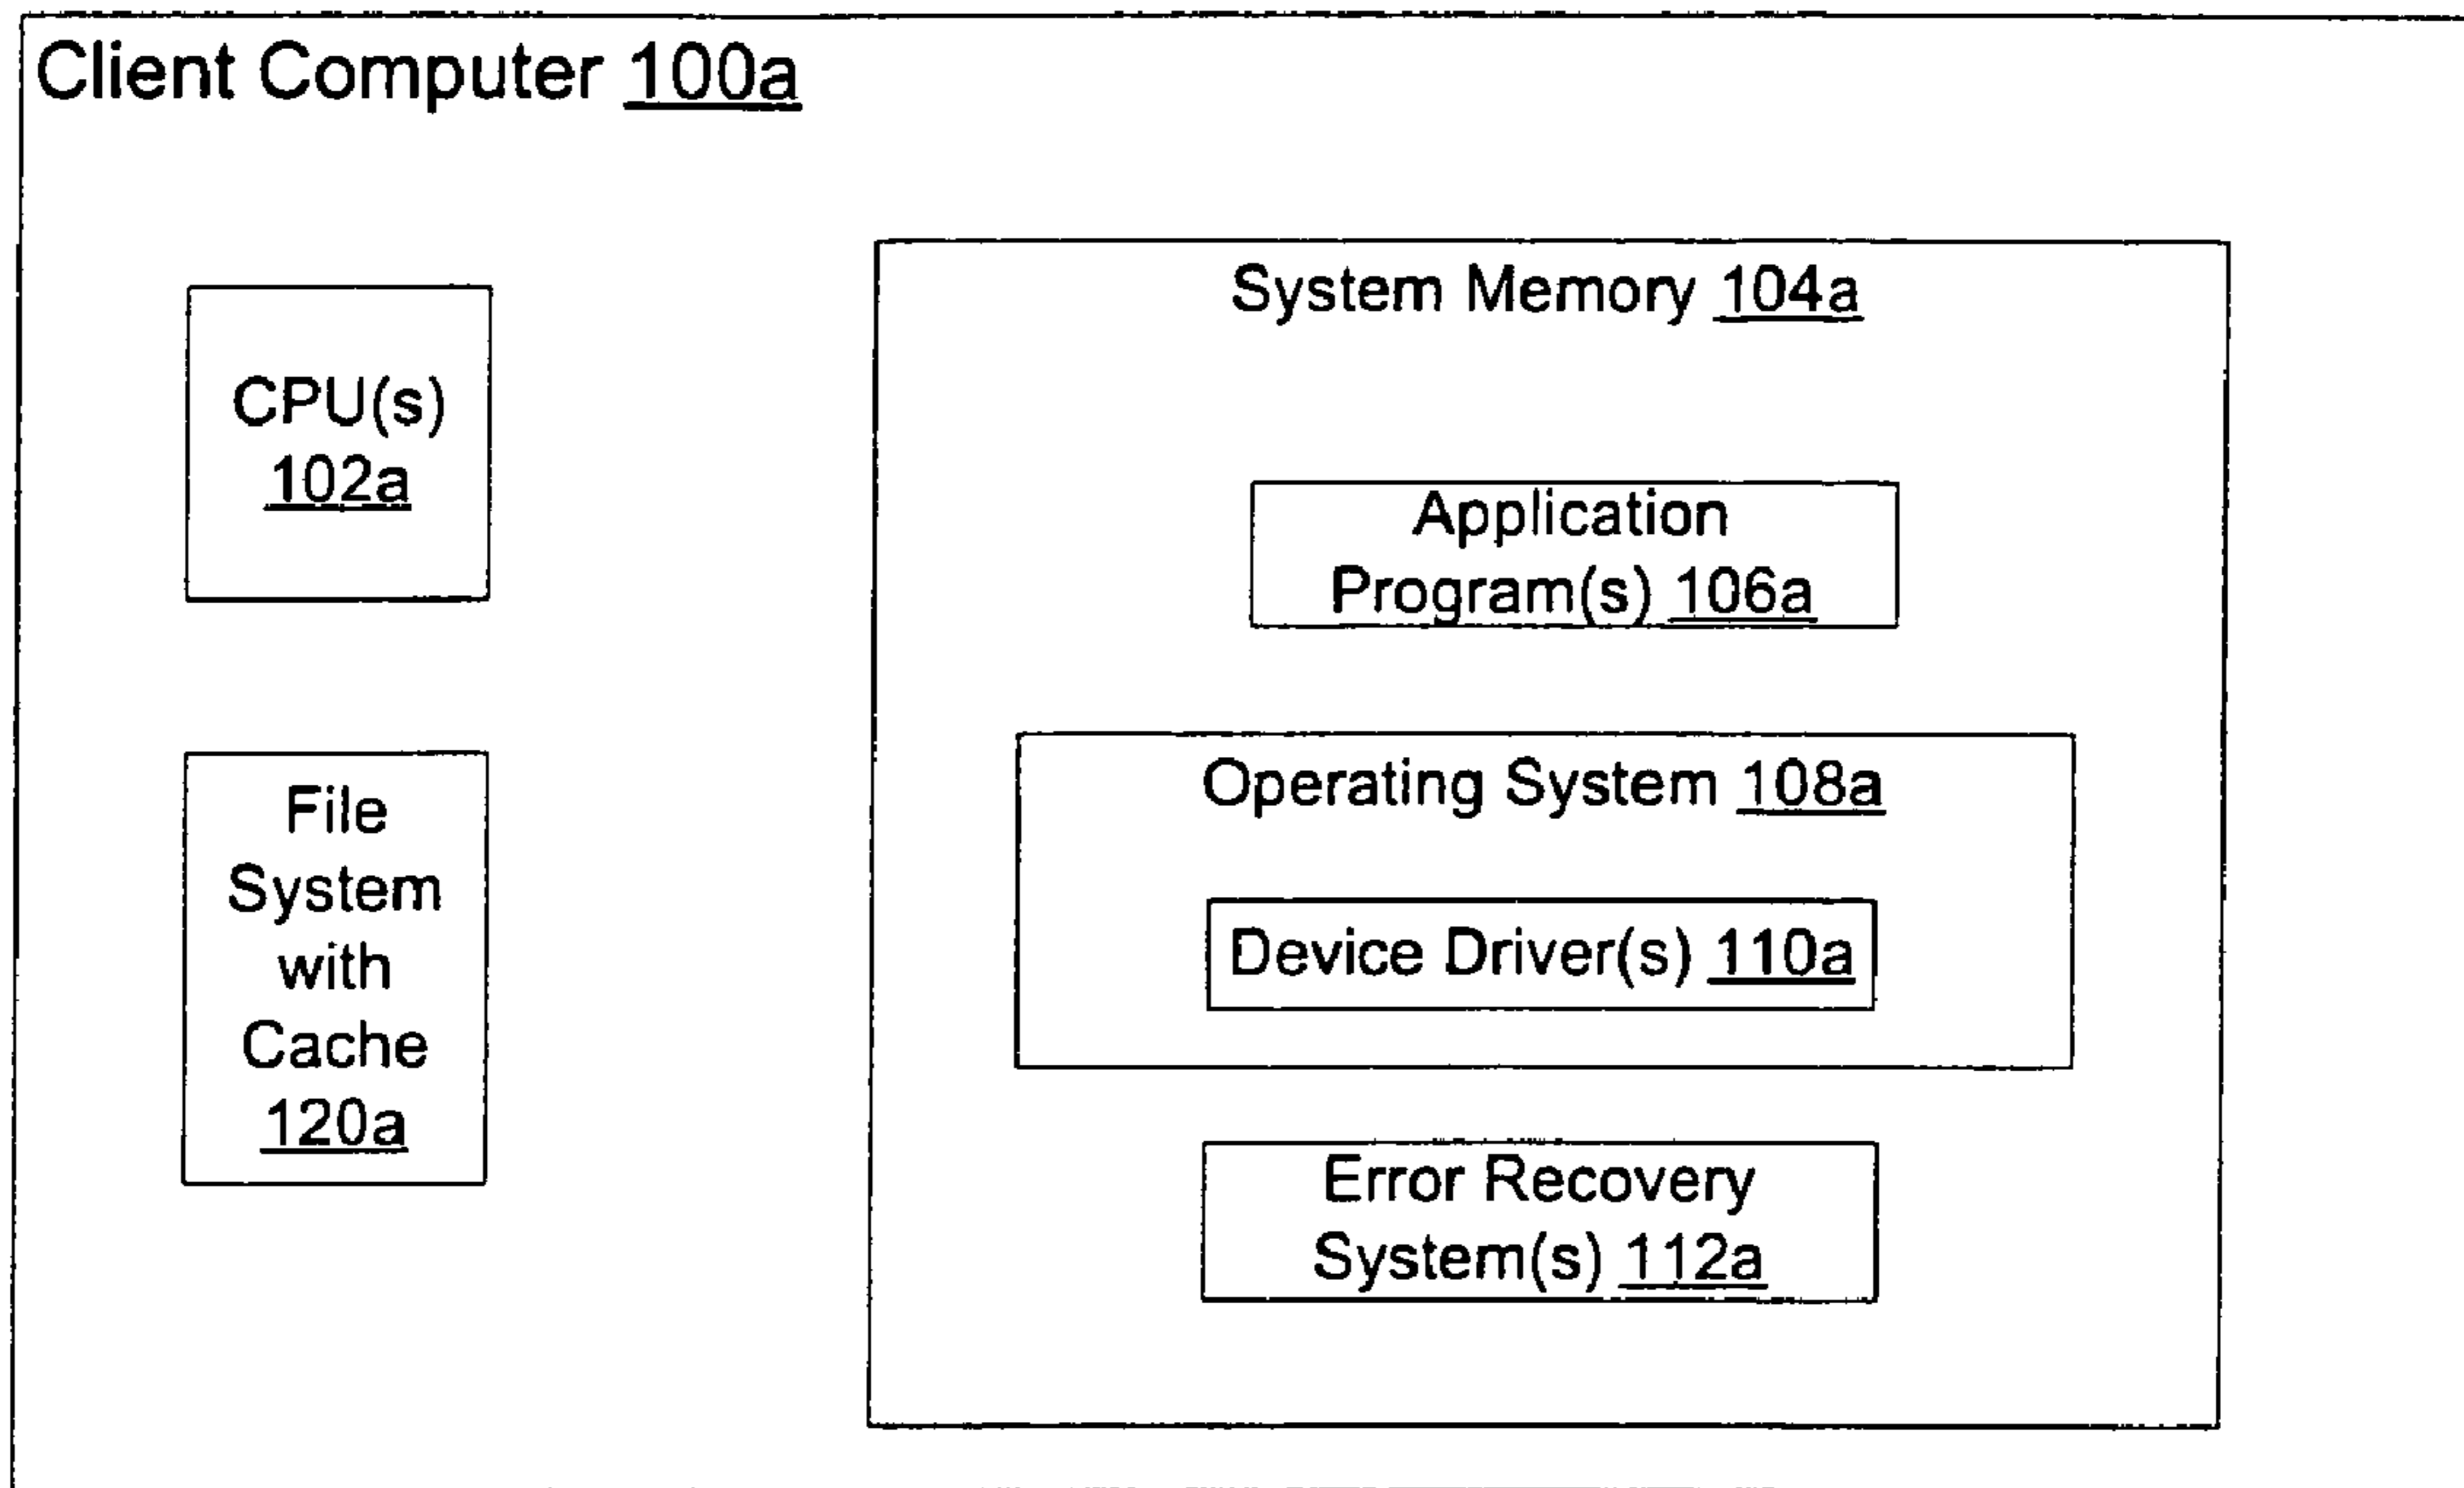 Client Computer 100a
System Memory 104a
CPU(s)
102a
Application
Program(s) 106a
File
System
with
Cache
120a
Operating System 108a
Device Driver(s) 110a
Error Recovery
System(s) 112a